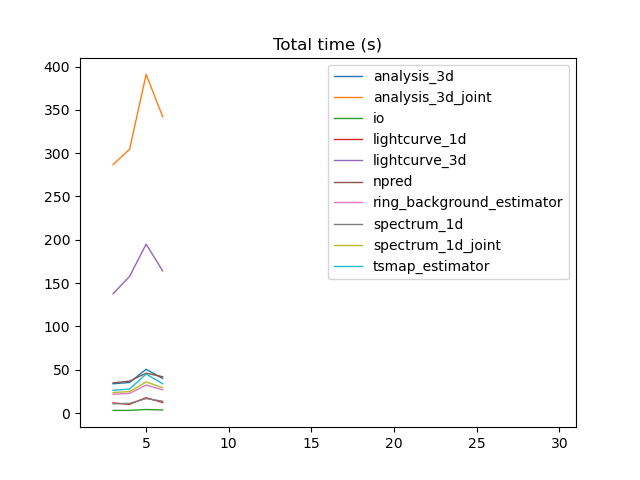 Total time (s)
400
350
300
250
200
150
100
50
0
analysis_3d
analysis_3d_joint
io
lightcurve_1d
lightcurve_3d
npred
ring_background_estimator
spectrum_1d
spectrum_1d_joint
tsmap_estimator
5 10 15 20 25 30